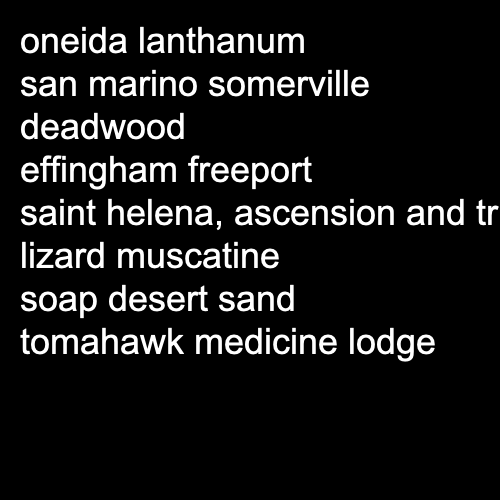 oneida lanthanum
san marino somerville
deadwood
effingham freeport
saint helena, ascension and
lizard muscatine
soap desert sand
tomahawk medicine lodge